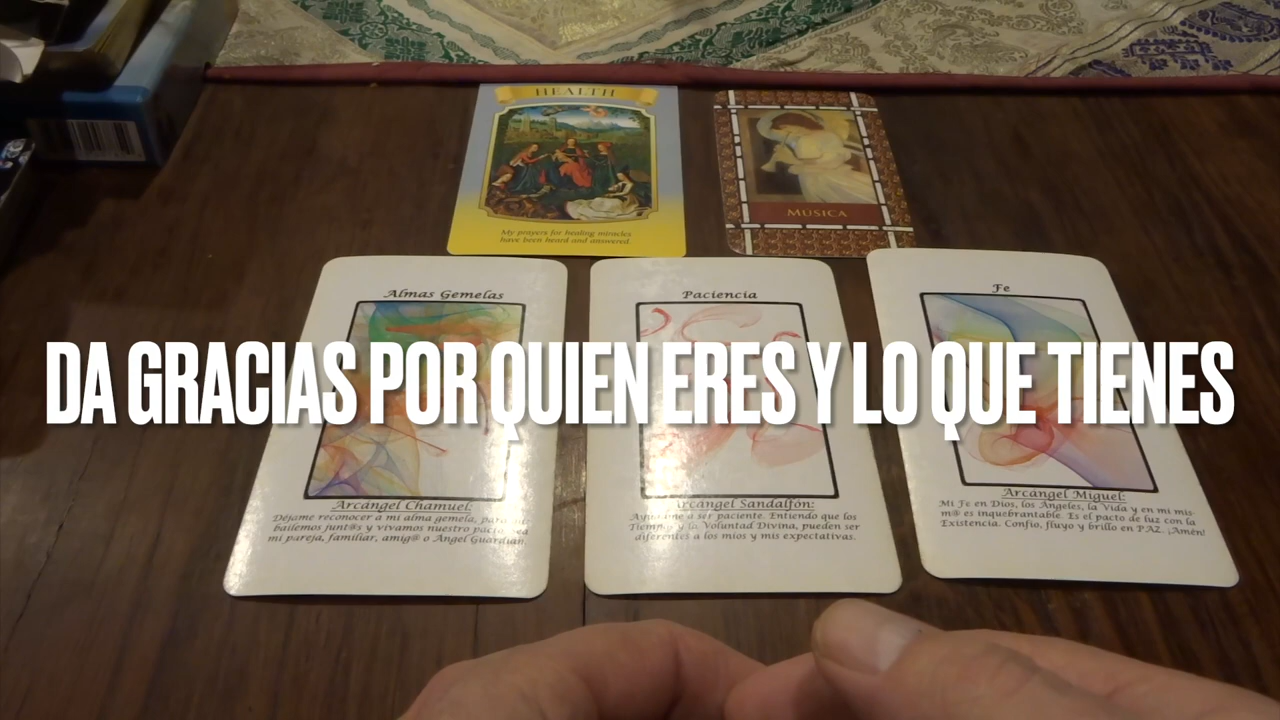 HEALTH
My prayers for healing miracles
have been heard and answered.
MUSICA
Almas Gemelas
Paciencia
Fe
DA GRACIAS POR QUIEN ERES Y LO QUE TIENES
Arcángel Chamuel:
Déjame reconocer a mi alma gemela, para
bailemos junt@s y vivamos nuestro pacto, sea
mi pareja, familiar, amig@ o Angel Guardián.
Arcángel Sandalfón:
a ser paciente. Entiendo que los
Tiempos y la Voluntad Divina, pueden ser
diferentes a los míos y mis expectativas.
Arcángel Miguel:
Mi Fe en Dios, los Ángeles, la Vida y en mi mis-
m@ es inquebrantable. Es el pacto de luz con la
Existencia. Confío, fluyo y brillo en PAZ. ¡Amén!